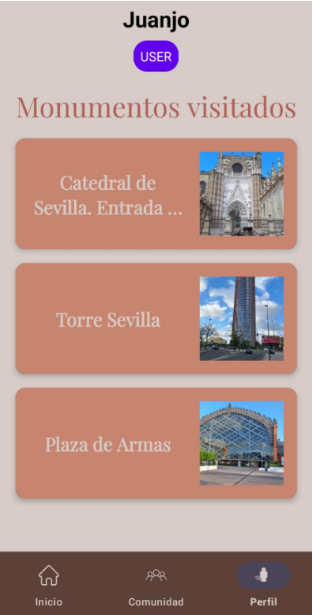 Juanjo
USER
Monumentos visitados
Catedral de
Sevilla. Entrada ...
Torre Sevilla
Plaza de Armas
Inicio
Comunidad
Perfil